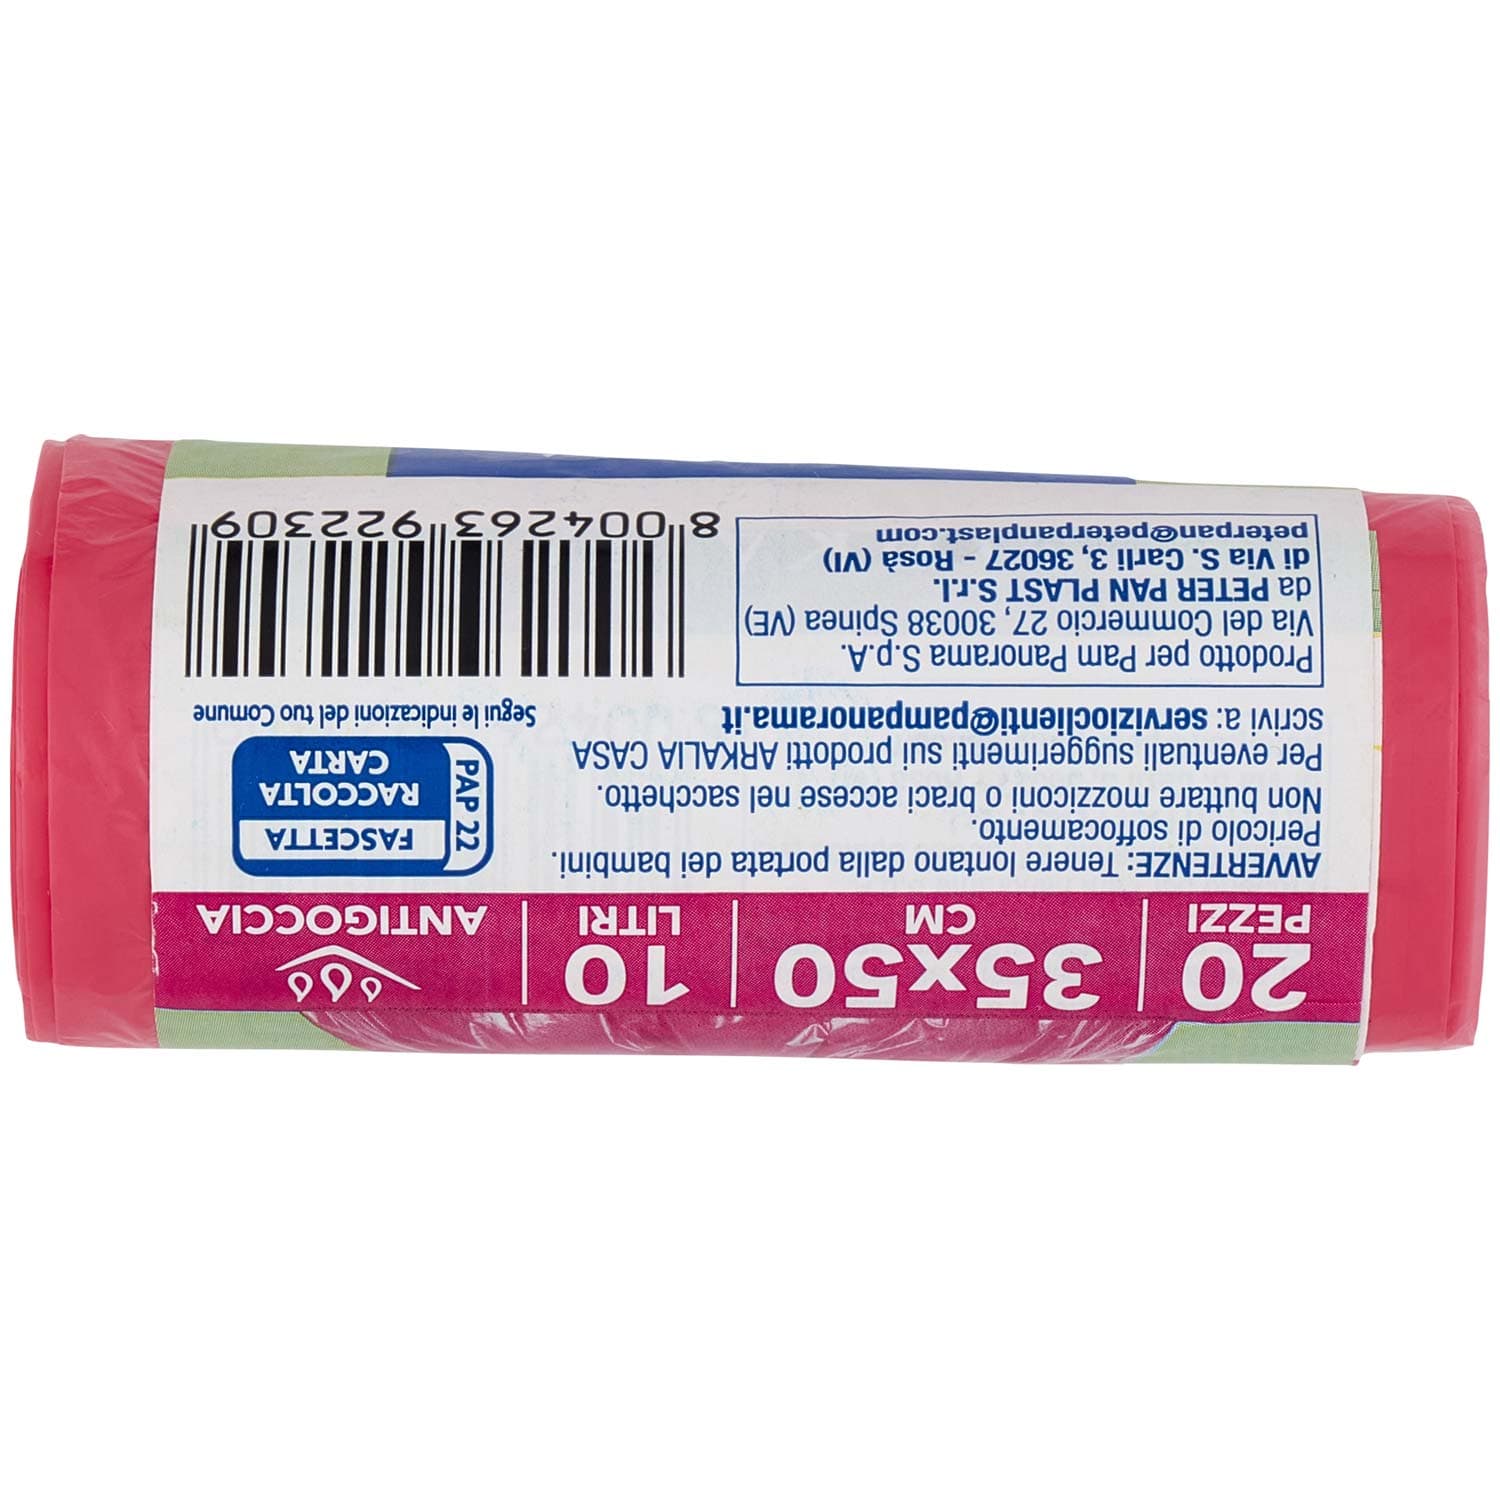 20
PEZZI
35x50
CM
10
LITRI
ANTIGOCCIA
AVVERTENZE: Tenere lontano dalla portata dei bambini.
Pericolo di soffocamento.
Non buttare mozziconi o braci accese nel sacchetto.
Per eventuali suggerimenti sui prodotti ARKALIA CASA
scrivi a: servizioclienti@pampanorama.it
Prodotto per Pam Panorama S.p.A.
Via del Commercio 27, 30038 Spinea (VE)
da PETER PAN PLAST S.r.l.
di Via S. Carli 3, 36027 - Rosà (VI)
peterpan@peterpanplast.com
PAP 22
FASCETTA
RACCOLTA
CARTA
Segui le indicazioni del tuo Comune
8 004263 922309